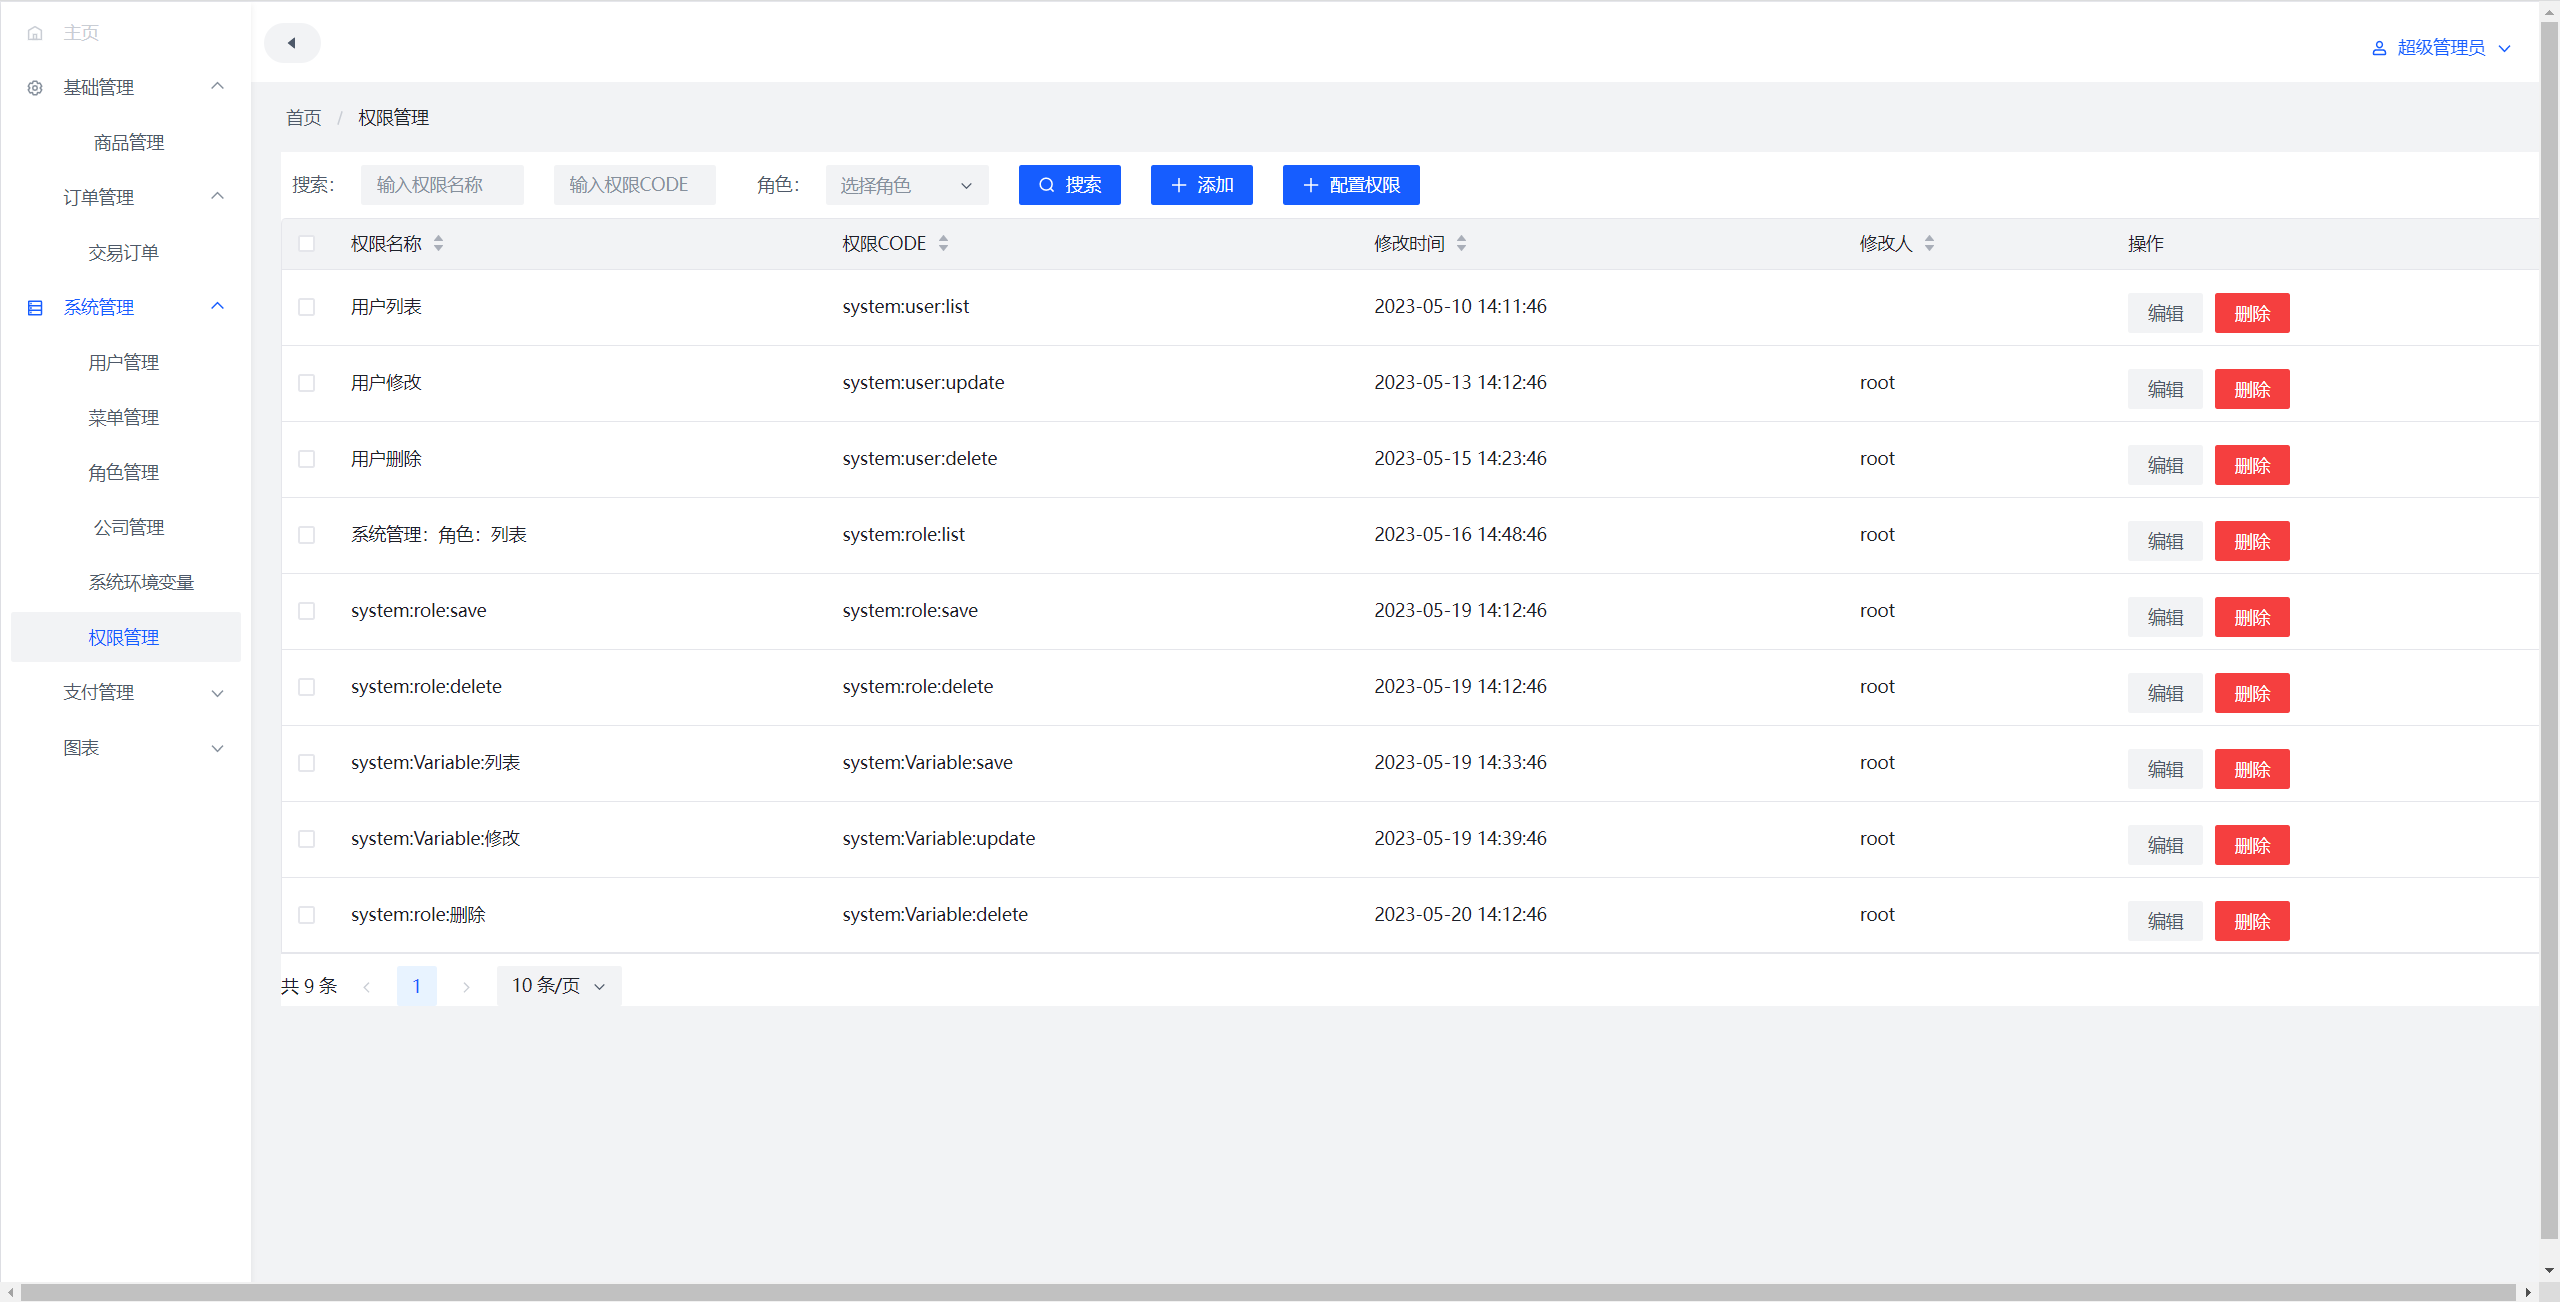 主页
基础管理
商品管理
订单管理
交易订单
系统管理
用户管理
菜单管理
角色管理
公司管理
系统环境变量
权限管理
支付管理
图表
超级管理员
首页 / 权限管理
搜索： 输入权限名称 输入权限CODE 角色： 选择角色 搜索 添加 配置权限
权限名称 权限CODE 修改时间 修改人 操作
用户列表 system:user:list 2023-05-10 14:11:46 编辑 删除
用户修改 system:user:update 2023-05-13 14:12:46 root 编辑 删除
用户删除 system:user:delete 2023-05-15 14:23:46 root 编辑 删除
系统管理：角色：列表 system:role:list 2023-05-16 14:48:46 root 编辑 删除
system:role:save system:role:save 2023-05-19 14:12:46 root 编辑 删除
system:role:delete system:role:delete 2023-05-19 14:12:46 root 编辑 删除
system:Variable:列表 system:Variable:save 2023-05-19 14:33:46 root 编辑 删除
system:Variable:修改 system:Variable:update 2023-05-19 14:39:46 root 编辑 删除
system:role:删除 system:Variable:delete 2023-05-20 14:12:46 root 编辑 删除
共 9 条 1 10 条/页